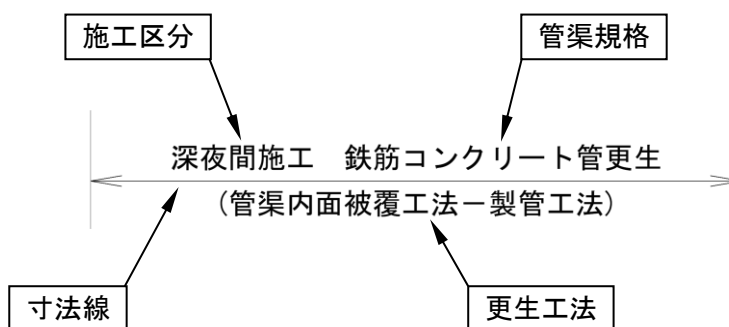 施工区分 管渠規格
深夜間施工 鉄筋コンクリート管更生
(管渠内面被覆工法－製管工法)
寸法線 更生工法